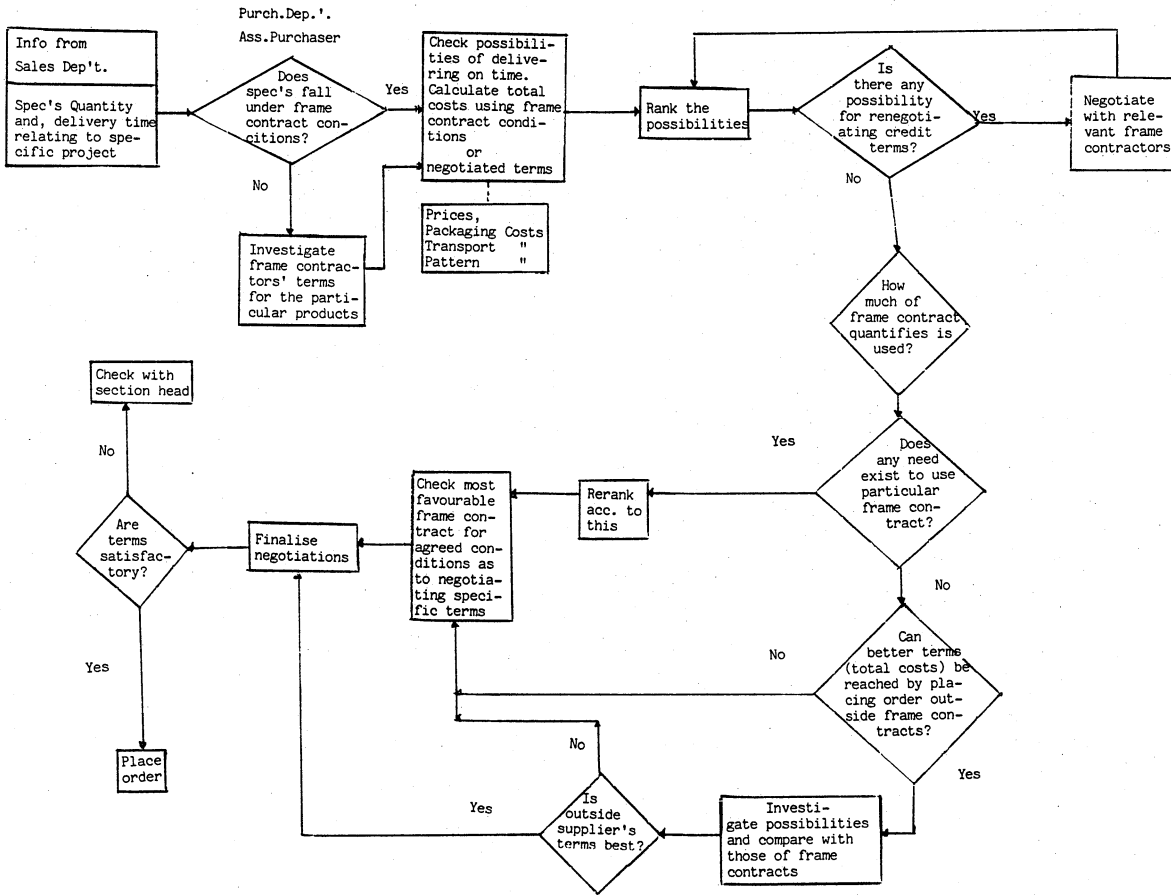 Purch.Dep.'.
Ass.Purchaser
Info from
Sales Dep't.
Spec's Quantity
and, delivery time
relating to spe-
cific project
Does
spec's fall
under frame
contract con-
citions?
Yes
No
Investigate
frame contrac-
tors' terms
for the parti-
cular products
Check possibili-
ties of delive-
ring on time.
Calculate total
costs using frame
contract condi-
tions
or
negotiated terms
Prices,
Packaging Costs
Transport "
Pattern "
Rank the
possibilities
Is
there any
possibility
for renegoti-
ating credit
terms?
Yes
No
Negotiate
with rele-
vant frame
contractors
How
much of
frame contract
quantifies is
used?
Does
any need
exist to use
particular
frame con-
tract?
Yes
No
Rerank
acc. to
this
Check most
favourable
frame con-
tract for
agreed con-
ditions as
to negotia-
ting specific
terms
Finalise
negotiations
Are
terms
satisfac-
tory?
No
Check with
section head
Yes
Place
order
Can
better terms
(total costs) be
reached by pla-
cing order out-
side frame con-
tracts?
No
Yes
Investi-
gate possibilities
and compare with
those of frame
contracts
Is
outside
supplier's
terms best?
No
Yes